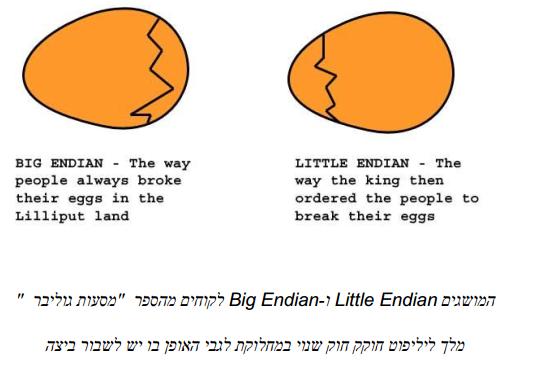 BIG ENDIAN - The way
people always broke
their eggs in the
Lilliput land
LITTLE ENDIAN - The
way the king then
ordered the people to
break their eggs
המושגים Little Endian ו-Big Endian לקוחים מהספר "מסעות גוליבר "
מלך ליליפוט חוקק חוק שנוי במחלוקת לגבי האופן בו יש לשבור ביצה